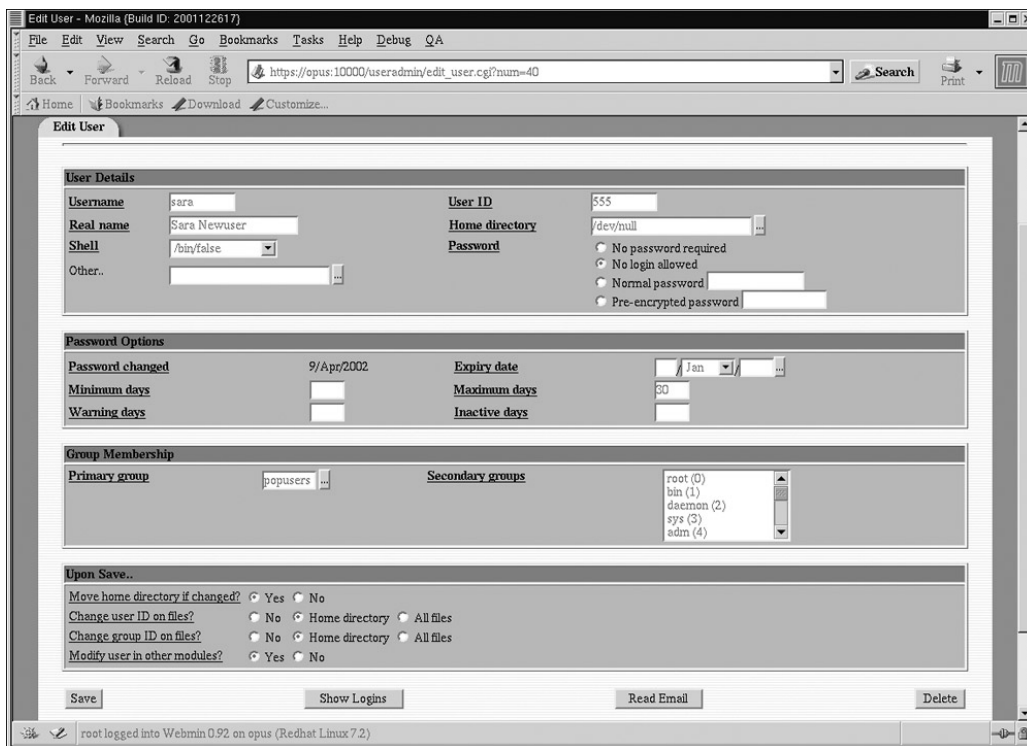 Edit User - Mozilla {Build ID: 2001122617}
File Edit View Search Go Bookmarks Tasks Help Debug QA
Back Forward Reload Stop https://opus:10000/useradmin/edit_user.cgi?num=40 Search Print
Home Bookmarks Download Customize...
Edit User
User Details
Username sara User ID 555
Real name Sara Newuser Home directory /dev/null ...
Shell /bin/false Password No password required
Other.. ... No login allowed
Normal password
Pre-encrypted password
Password Options
Password changed 9/Apr/2002 Expiry date / Jan / ...
Minimum days Maximum days 30
Warning days Inactive days
Group Membership
Primary group popusers ... Secondary groups root (0)
bin (1)
daemon (2)
sys (3)
adm (4)
Upon Save..
Move home directory if changed? Yes No
Change user ID on files? No Home directory All files
Change group ID on files? No Home directory All files
Modify user in other modules? Yes No
Save Show Logins Read Email Delete
root logged into Webmin 0.92 on opus (Redhat Linux 7.2)